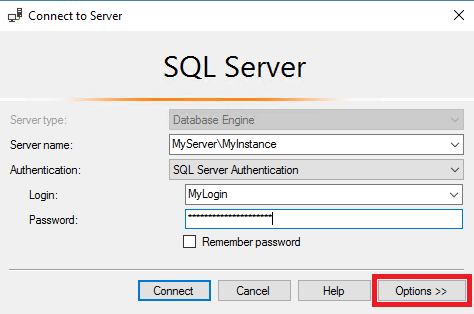 Connect to Server
SQL Server
Server type: Database Engine
Server name: MyServer\MyInstance
Authentication: SQL Server Authentication
Login: MyLogin
Password: ********************
Remember password
Connect Cancel Help Options >>